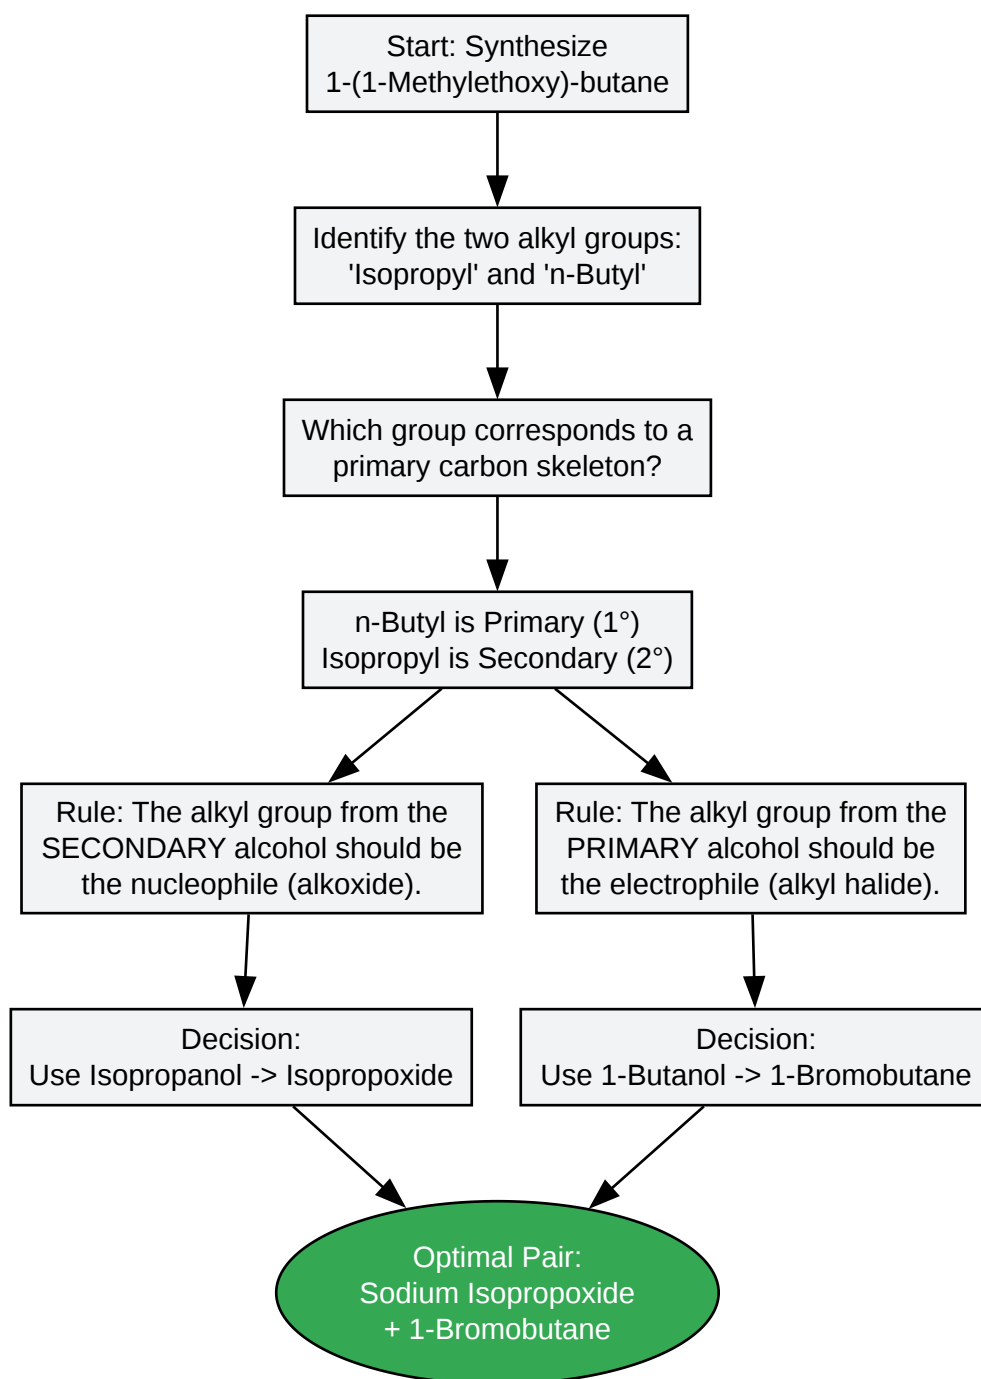 Start: Synthesize
1-(1-Methylethoxy)-butane
Identify the two alkyl groups:
'Isopropyl' and 'n-Butyl'
Which group corresponds to a
primary carbon skeleton?
n-Butyl is Primary (1°)
Isopropyl is Secondary (2°)
Rule: The alkyl group from the
SECONDARY alcohol should be
the nucleophile (alkoxide).
Rule: The alkyl group from the
PRIMARY alcohol should be
the electrophile (alkyl halide).
Decision:
Use Isopropanol -> Isopropoxide
Decision:
Use 1-Butanol -> 1-Bromobutane
Optimal Pair:
Sodium Isopropoxide
+ 1-Bromobutane